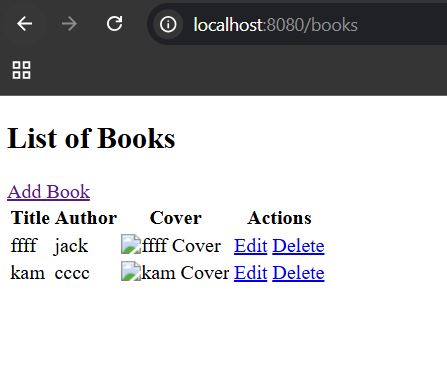 localhost:8080/books
List of Books
Add Book
Title Author Cover Actions
ffff jack ffff Cover Edit Delete
kam cccc kam Cover Edit Delete